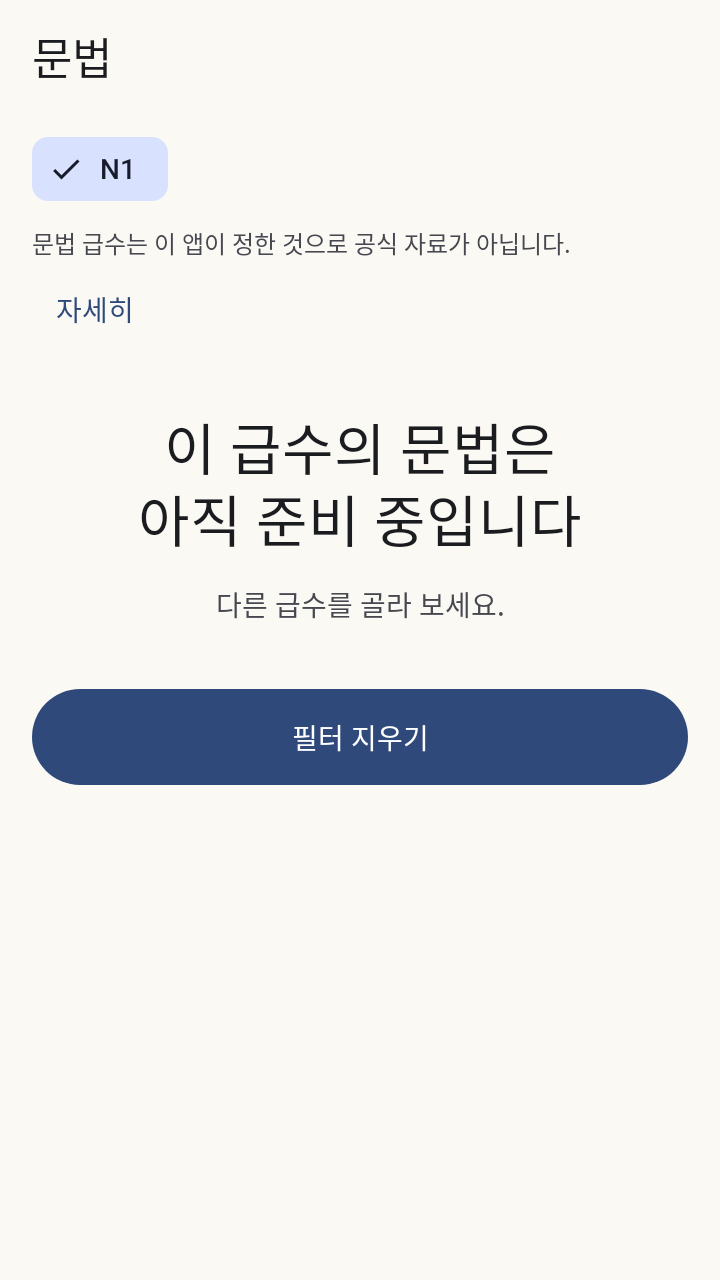 문법
N1
문법 급수는 이 앱이 정한 것으로 공식 자료가 아닙니다.
자세히
이 급수의 문법은
아직 준비 중입니다
다른 급수를 골라 보세요.
필터 지우기